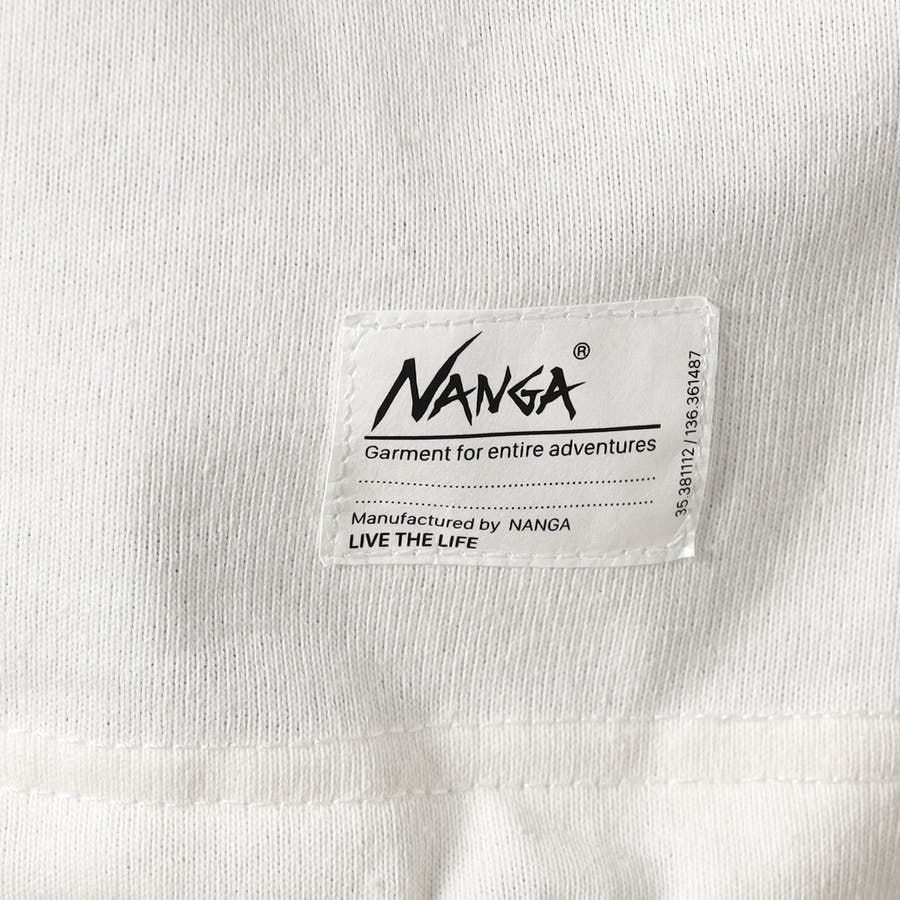 NANGA®
Garment for entire adventures
Manufactured by NANGA
LIVE THE LIFE
35.381112 / 136.361487